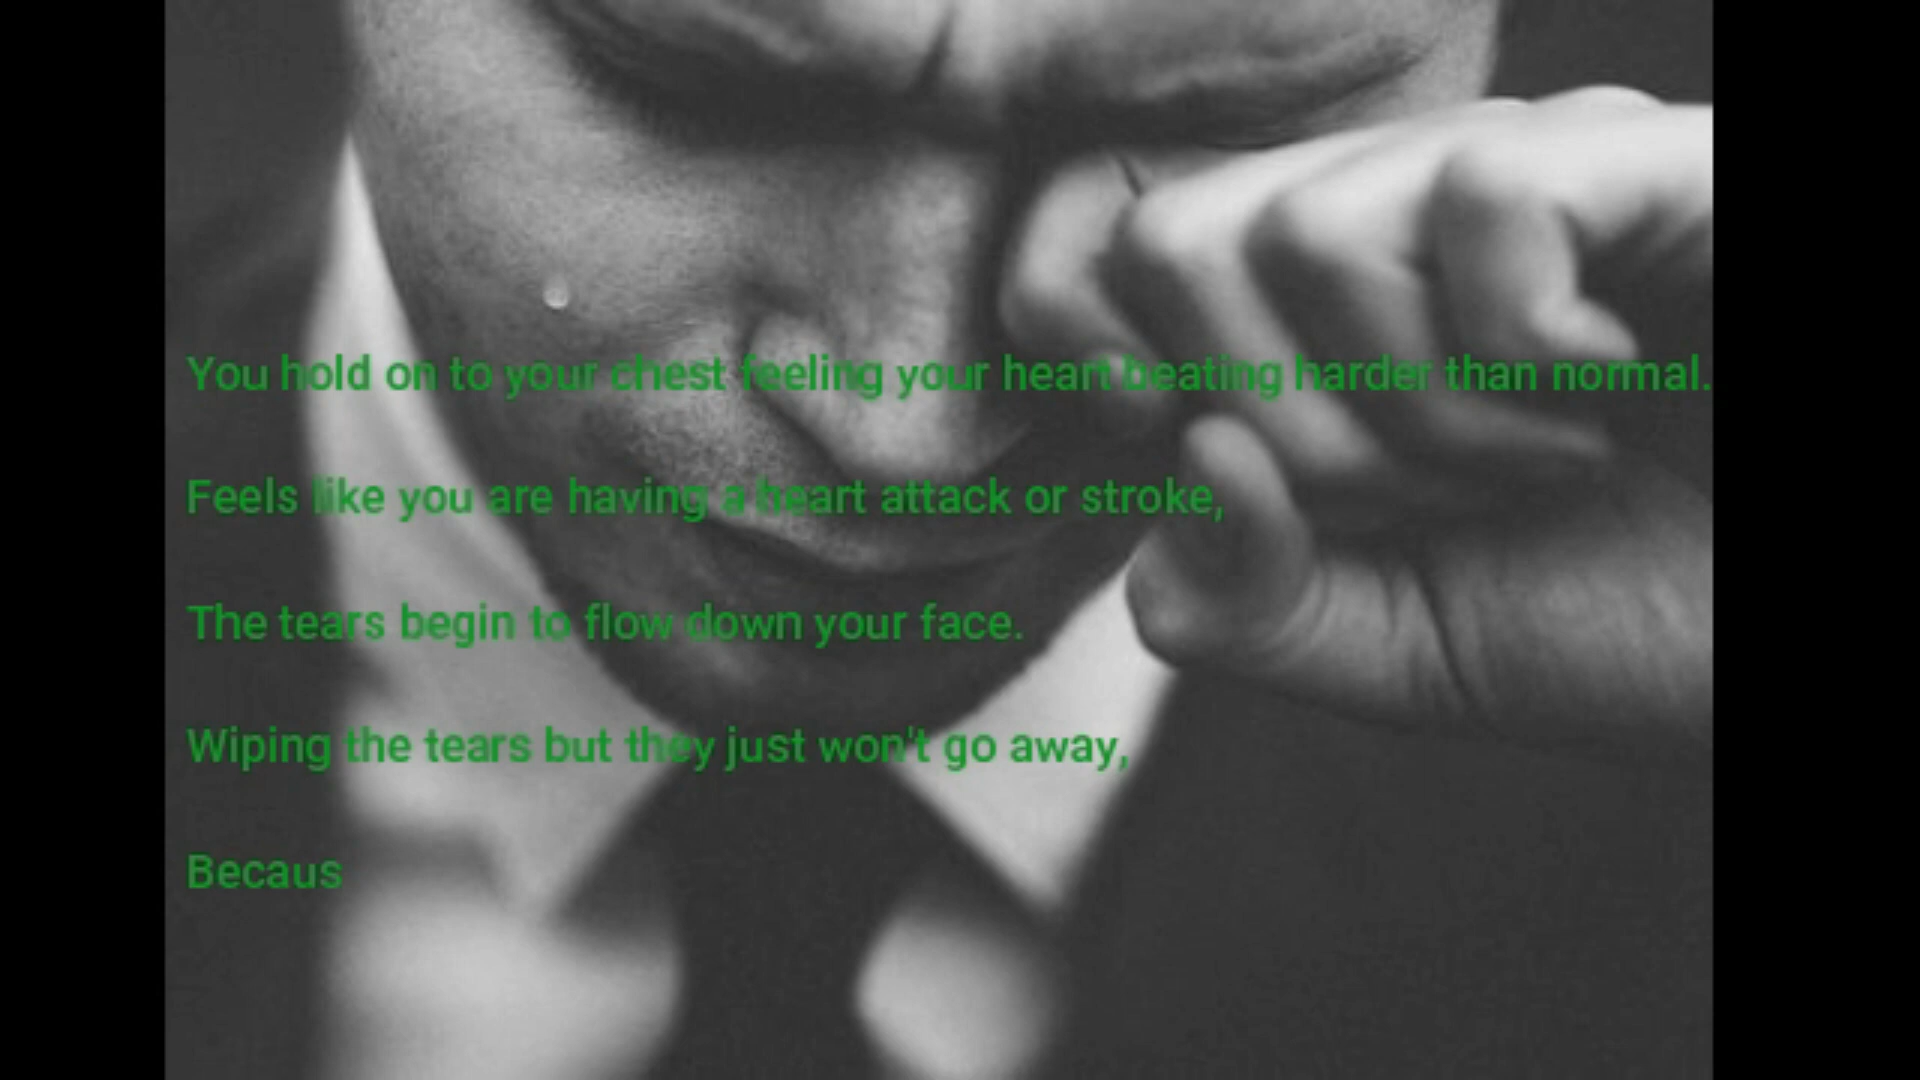 You hold on to your chest feeling your heart beating harder than normal.
Feels like you are having a heart attack or stroke,
The tears begin to flow down your face.
Wiping the tears but they just won't go away,
Becaus